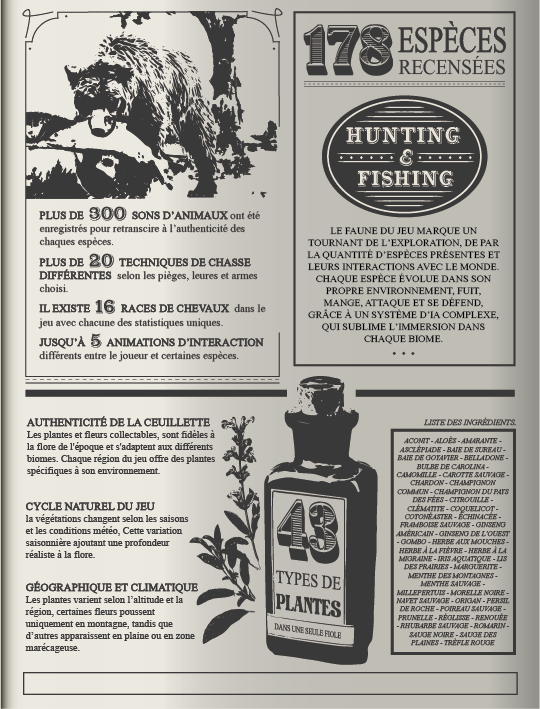 PLUS DE 300 SONS D'ANIMAUX ont été
enregistrés pour retranscire à l'authenticité des
chaques espèces.
PLUS DE 20 TECHNIQUES DE CHASSE
DIFFÉRENTES selon les pièges, leures et armes
choisi.
IL EXISTE 16 RACES DE CHEVAUX dans le
jeu avec chacune des statistiques uniques.
JUSQU'À 5 ANIMATIONS D'INTERACTION
différents entre le joueur et certaines espèces.
178 ESPÈCES
RECENSÉES
HUNTING
&
FISHING
LE FAUNE DU JEU MARQUE UN
TOURNANT DE L'EXPLORATION, DE PAR
LA QUANTITÉ D'ESPÈCES PRÉSENTES ET
LEURS INTERACTIONS AVEC LE MONDE.
CHAQUE ESPÈCE ÉVOLUE DANS SON
PROPRE ENVIRONNEMENT, FUIT,
MANGE, ATTAQUE ET SE DÉFEND,
GRÂCE À UN SYSTÈME D'IA COMPLEXE,
QUI SUBLIME L'IMMERSION DANS
CHAQUE BIOME.
AUTHENTICITÉ DE LA CEUILLETTE
Les plantes et fleurs collectables, sont fidèles à
la flore de l'époque et s'adaptent aux différents
biomes. Chaques région du jeu offre des plantes
spécifiques à son environnement.
CYCLE NATUREL DU JEU
la végétations changent selon les saisons
et les conditions météo, Cette variation
saisonnière ajoutant une profondeur
réaliste à la flore.
GÉOGRAPHIQUE ET CLIMATIQUE
Les plantes varient selon l'altitude et la
région, certaines fleurs poussent
uniquement en montagne, tandis que
d'autres apparaissent en plaine ou en zone
marécageuse.
43
TYPES DE
PLANTES
DANS UNE SEULE FIOLE
LISTE DES INGRÉDIENTS.
ACONIT - ALOÈS - AMARANTE -
ASCLÉPIADE - BAIE DE SUREAU -
BAIE DE GOYAVIER - BELLADONE -
BULBE DE CAROLINA -
CAMOMILLE - CAROTTE SAUVAGE -
CHARDON - CHAMPIGNON
COMMUN - CHAMPIGNON DU PAYS
DES FÉES - CITROUILLE -
CLÉMATITE - COQUELICOT -
COTONÉASTER - ÉCHINACÉE -
FRAMBOISE SAUVAGE - GINSENG
AMÉRICAIN - GINSENG DE L'OUEST
- GOMBO - HERBE AUX MOUCHES -
HERBE À LA FIÈVRE - HERBE À LA
MIGRAINE - IRIS AQUATIQUE - LIS
DES PRAIRIES - MARGUERITE -
MENTHE DES MONTAGNES -
MENTHE SAUVAGE -
MILLEPERTUIS - MORELLE NOIRE -
NAVET SAUVAGE - ORIGAN - PERSIL
DE ROCHE - POIREAU SAUVAGE -
PRUNELLE - RÉGLISSE - RENOUÉE
- RHUBARBE SAUVAGE - ROMARIN -
SAUGE NOIRE - SAUGE DES
PLAINES - TRÈFLE ROUGE